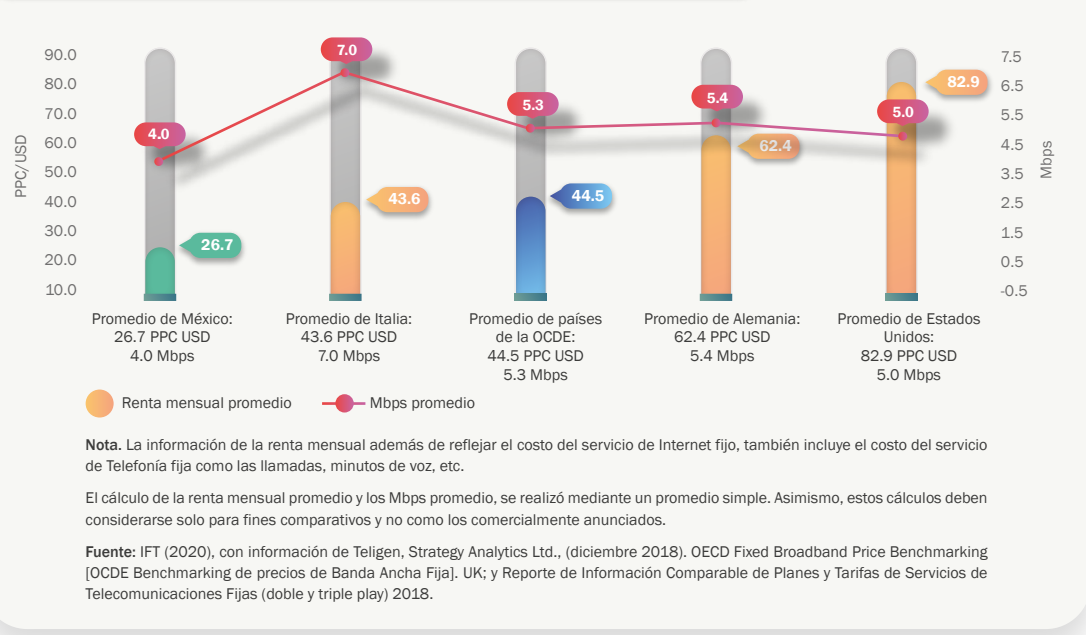 PPC/USD
90.0
80.0
70.0
60.0
50.0
40.0
30.0
20.0
10.0
4.0
7.0
5.3
5.4
5.0
26.7
43.6
44.5
62.4
82.9
7.5
6.5
5.5
4.5
3.5
2.5
1.5
0.5
-0.5
Mbps
Promedio de México:
26.7 PPC USD
4.0 Mbps
Promedio de Italia:
43.6 PPC USD
7.0 Mbps
Promedio de países
de la OCDE:
44.5 PPC USD
5.3 Mbps
Promedio de Alemania:
62.4 PPC USD
5.4 Mbps
Promedio de Estados
Unidos:
82.9 PPC USD
5.0 Mbps
Renta mensual promedio
Mbps promedio
Nota. La información de la renta mensual además de reflejar el costo del servicio de Internet fijo, también incluye el costo del servicio
de Telefonía fija como las llamadas, minutos de voz, etc.
El cálculo de la renta mensual promedio y los Mbps promedio, se realizó mediante un promedio simple. Asimismo, estos cálculos deben
considerarse solo para fines comparativos y no como los comercialmente anunciados.
Fuente: IFT (2020), con información de Teligen, Strategy Analytics Ltd., (diciembre 2018). OECD Fixed Broadband Price Benchmarking
[OCDE Benchmarking de precios de Banda Ancha Fija]. UK; y Reporte de Información Comparable de Planes y Tarifas de Servicios de
Telecomunicaciones Fijas (doble y triple play) 2018.